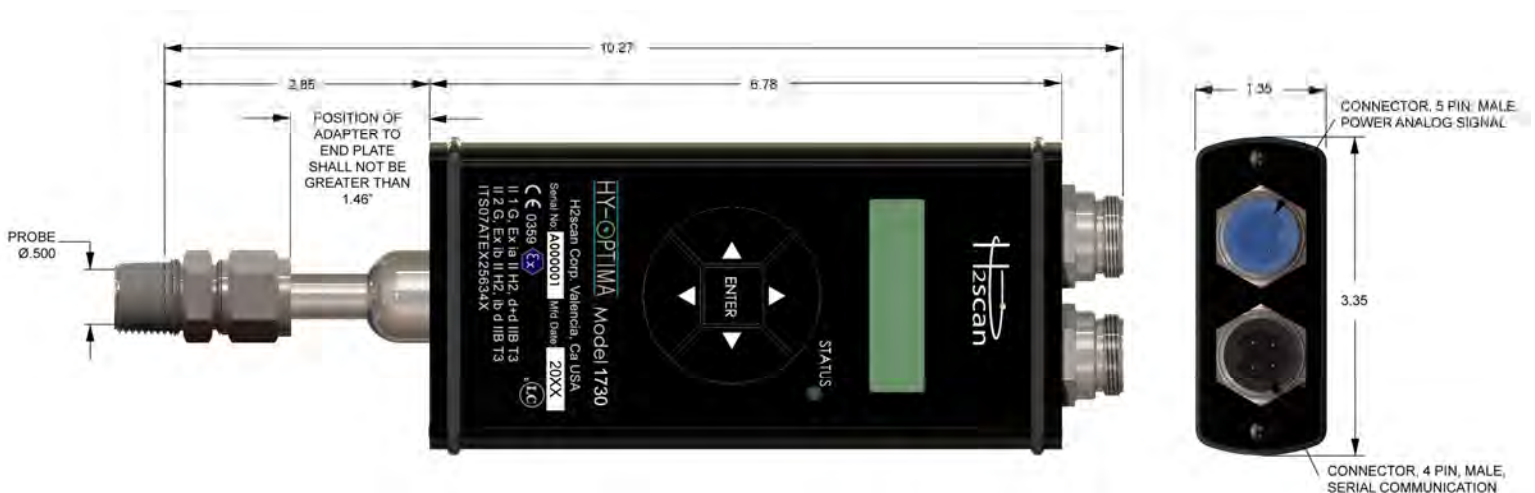 10.27
2.85
6.78
POSITION OF
ADAPTER TO
END PLATE
SHALL NOT BE
GREATER THAN
1.46"
PROBE
Ø.500
HY-OPTIMA Model 1730
H2scan Corp. Valencia, Ca USA
Serial No. A000001 Mfd Date 20XX
CE 0359 Ex
II 1 G, Ex ia II H2, d+d IIB T3
II 2 G, Ex ib II H2, ib d IIB T3
ITS07ATEX25634X
ENTER
STATUS
H2scan
1.35
CONNECTOR, 5 PIN, MALE,
POWER ANALOG SIGNAL
3.35
CONNECTOR, 4 PIN, MALE,
SERIAL COMMUNICATION